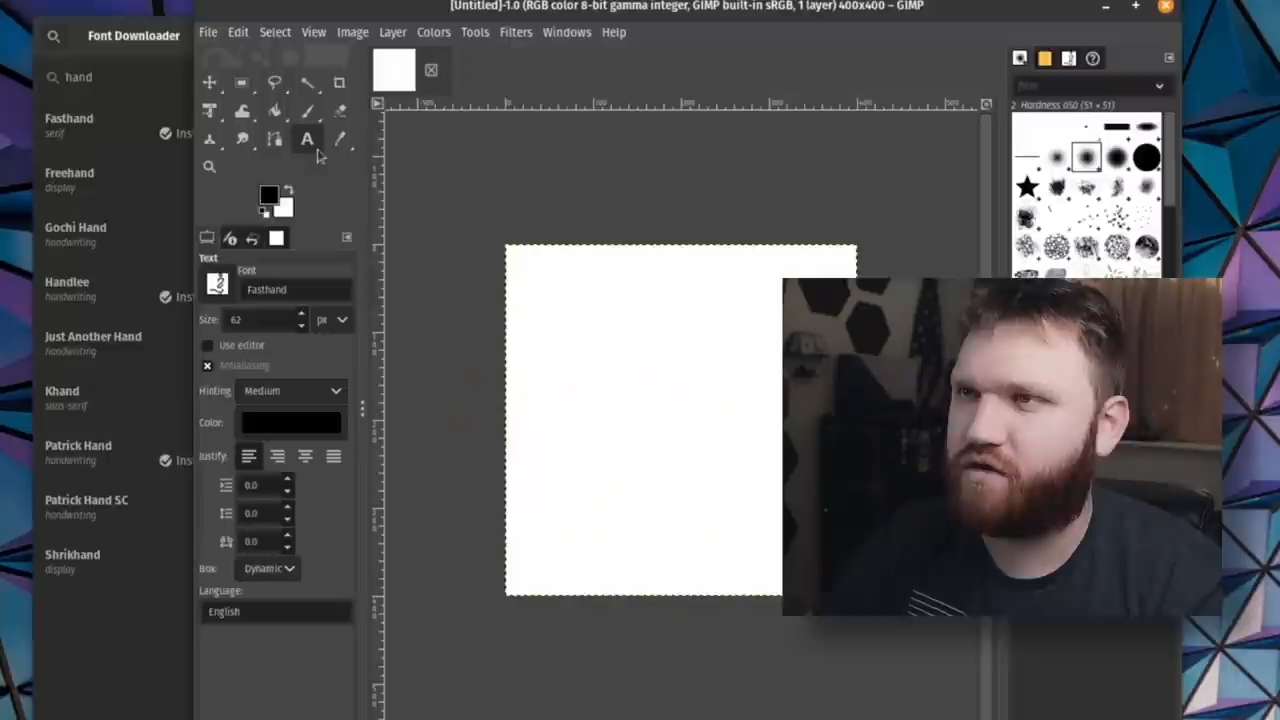 [Untitled]-1.0 (RGB color 8-bit gamma integer, GIMP built-in sRGB, 1 layer) 400x400 – GIMP
Font Downloader
File Edit Select View Image Layer Colors Tools Filters Windows Help
hand
Fasthand
serif
Ins
Freehand
display
Gochi Hand
handwriting
Handlee
handwriting
Ins
Just Another Hand
handwriting
Khand
sans-serif
Patrick Hand
handwriting
Ins
Patrick Hand SC
handwriting
Shrikhand
display
A
Text
Font
Fasthand
Size: 62 px
Use editor
Antialiasing
Hinting: Medium
Color:
Justify:
0.0
0.0
0.0
Box: Dynamic
Language:
English
2. Hardness 050 (51 × 51)